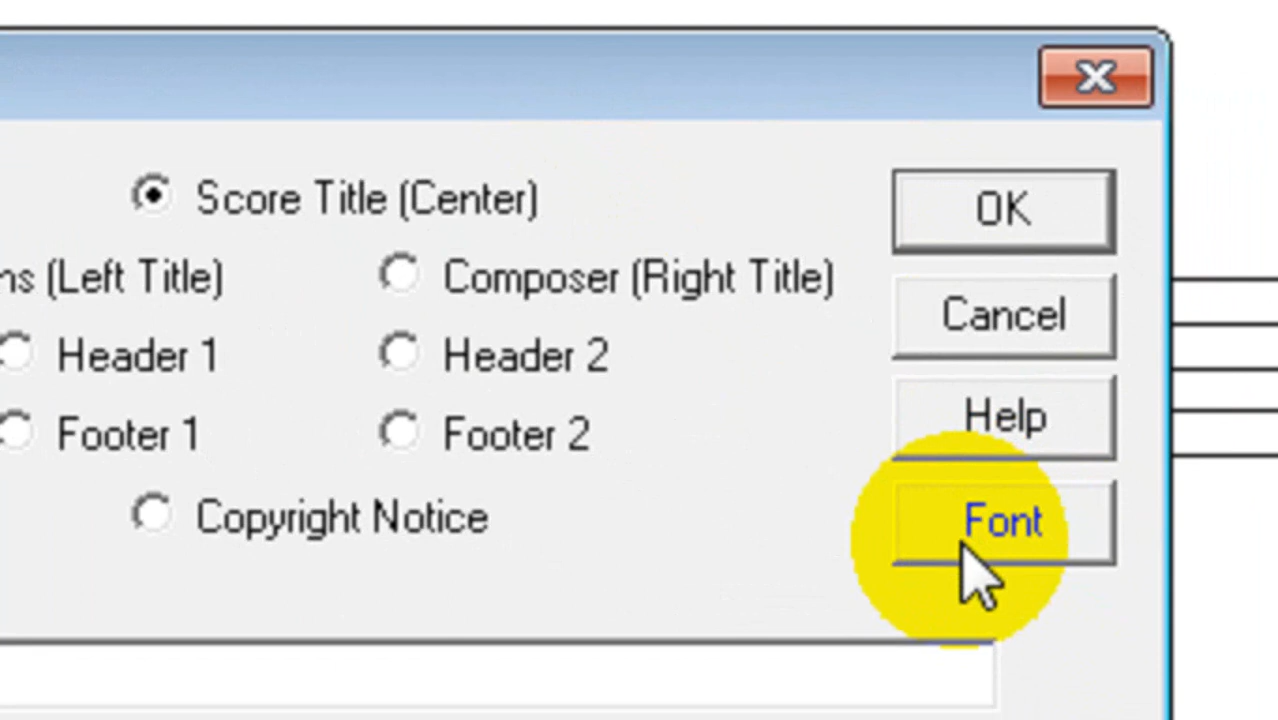 Score Title (Center)
OK
(Left Title)
Composer (Right Title)
Cancel
Header 1
Header 2
Help
Footer 1
Footer 2
Font
Copyright Notice